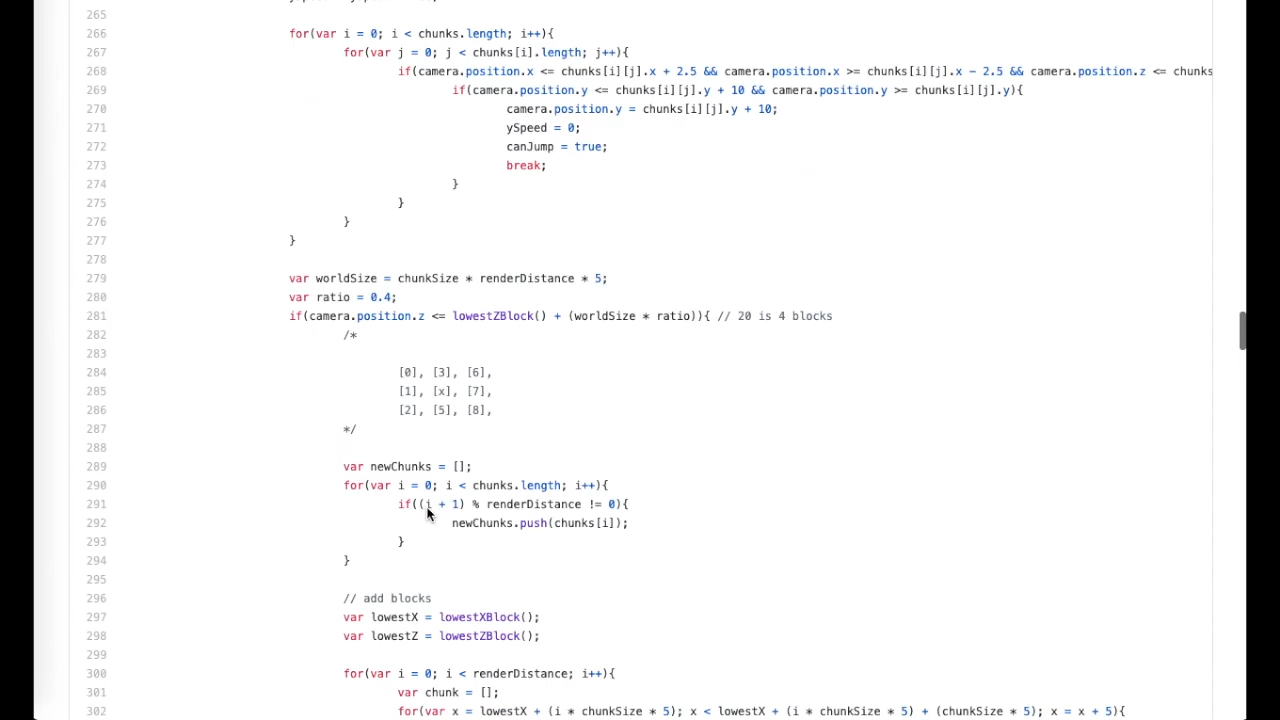 265
266 for(var i = 0; i < chunks.length; i++){
267 for(var j = 0; j < chunks[i].length; j++){
268 if(camera.position.x <= chunks[i][j].x + 2.5 && camera.position.x >= chunks[i][j].x - 2.5 && camera.position.z <= chunks
269 if(camera.position.y <= chunks[i][j].y + 10 && camera.position.y >= chunks[i][j].y){
270 camera.position.y = chunks[i][j].y + 10;
271 ySpeed = 0;
272 canJump = true;
273 break;
274 }
275 }
276 }
277 }
278
279 var worldSize = chunkSize * renderDistance * 5;
280 var ratio = 0.4;
281 if(camera.position.z <= lowestZBlock() + (worldSize * ratio)){ // 20 is 4 blocks
282 /*
283
284 [0], [3], [6],
285 [1], [x], [7],
286 [2], [5], [8],
287 */
288
289 var newChunks = [];
290 for(var i = 0; i < chunks.length; i++){
291 if((i + 1) % renderDistance != 0){
292 newChunks.push(chunks[i]);
293 }
294 }
295
296 // add blocks
297 var lowestX = lowestXBlock();
298 var lowestZ = lowestZBlock();
299
300 for(var i = 0; i < renderDistance; i++){
301 var chunk = [];
302 for(var x = lowestX + (i * chunkSize * 5); x < lowestX + (i * chunkSize * 5) + (chunkSize * 5); x = x + 5){